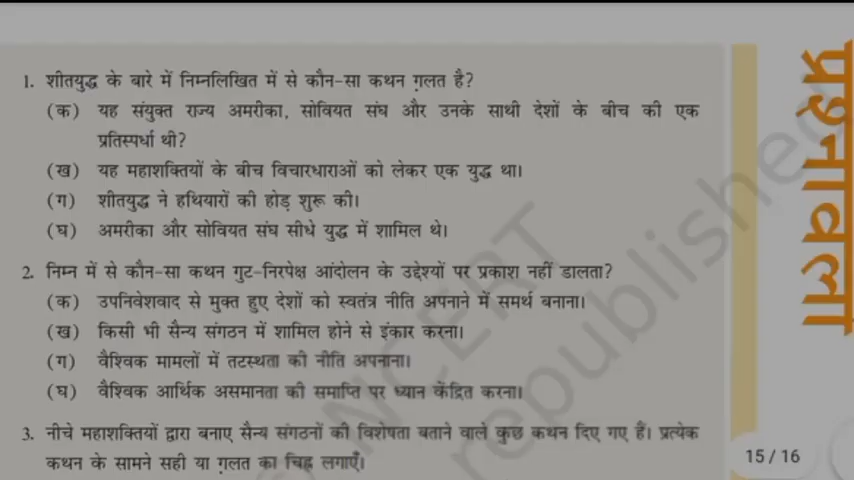 प्रश्नावली
1. शीतयुद्ध के बारे में निम्नलिखित में से कौन-सा कथन ग़लत है?
(क) यह संयुक्त राज्य अमरीका, सोवियत संघ और उनके साथी देशों के बीच की एक
प्रतिस्पर्धा थी?
(ख) यह महाशक्तियों के बीच विचारधाराओं को लेकर एक युद्ध था।
(ग) शीतयुद्ध ने हथियारों की होड़ शुरू की।
(घ) अमरीका और सोवियत संघ सीधे युद्ध में शामिल थे।
2. निम्न में से कौन-सा कथन गुट-निरपेक्ष आंदोलन के उद्देश्यों पर प्रकाश नहीं डालता?
(क) उपनिवेशवाद से मुक्त हुए देशों को स्वतंत्र नीति अपनाने में समर्थ बनाना।
(ख) किसी भी सैन्य संगठन में शामिल होने से इंकार करना।
(ग) वैश्विक मामलों में तटस्थता की नीति अपनाना।
(घ) वैश्विक आर्थिक असमानता की समाप्ति पर ध्यान केंद्रित करना।
3. नीचे महाशक्तियों द्वारा बनाए सैन्य संगठनों की विशेषता बताने वाले कुछ कथन दिए गए हैं। प्रत्येक
कथन के सामने सही या ग़लत का चिह्न लगाएँ।
15 / 16
NCERT
republished